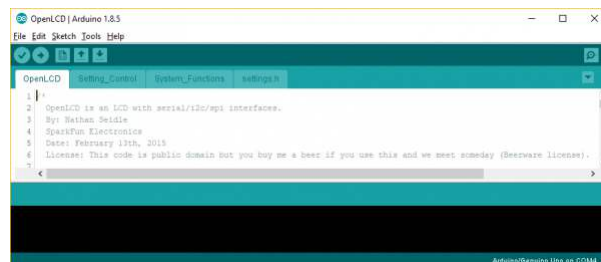 OpenLCD | Arduino 1.8.5
File Edit Sketch Tools Help
OpenLCD Setting_Control System_Functions settings.h
1 /*
2 OpenLCD is an LCD with serial/i2c/spi interfaces.
3 By: Nathan Seidle
4 SparkFun Electronics
5 Date: February 13th, 2015
6 License: This code is public domain but you buy me a beer if you use this and we meet someday (Beerware license).
7
Arduino/Genuino Uno on COM4